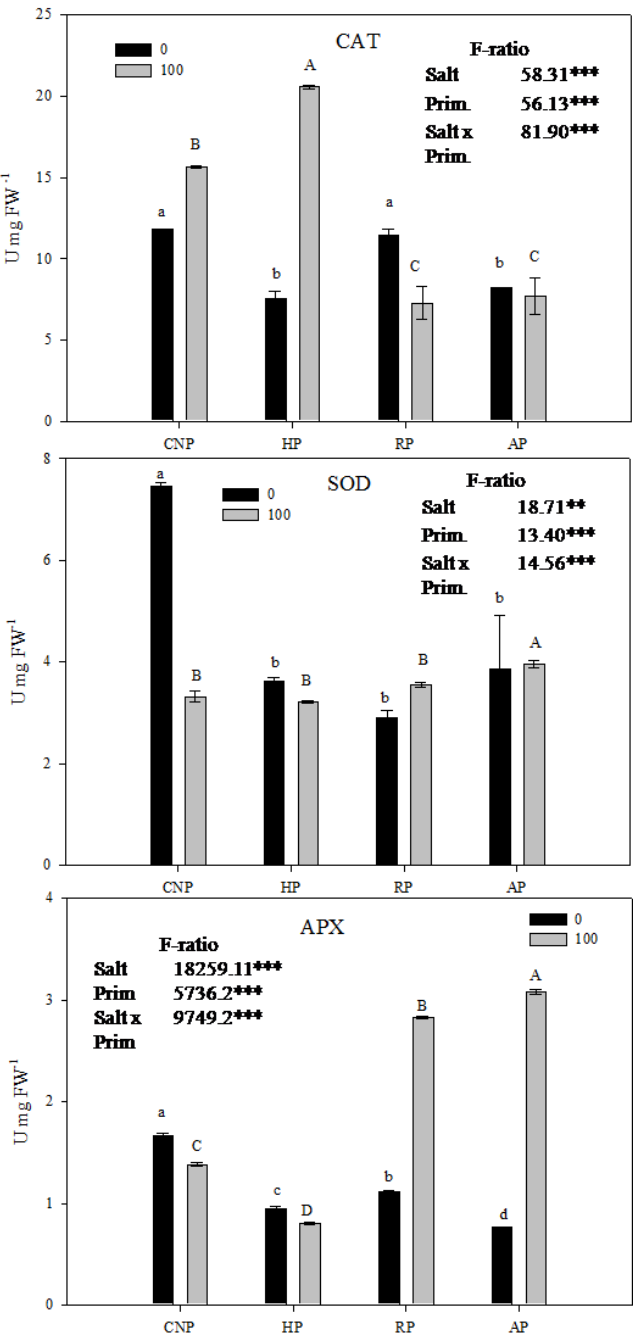 25
20
15
10
5
0
U mg FW⁻¹
CAT
0
100
F-ratio
Salt 58.31***
Prim. 56.13***
Salt x 81.90***
Prim.
a
B
b
A
a
C
b
C
CNP HP RP AP
8
6
4
2
0
U mg FW⁻¹
SOD
0
100
F-ratio
Salt 18.71**
Prim. 13.40***
Salt x 14.56***
Prim.
a
B
b
B
b
B
b
A
CNP HP RP AP
4
3
2
1
0
U mg FW⁻¹
APX
0
100
F-ratio
Salt 18259.11***
Prim 5736.2***
Salt x 9749.2***
Prim
a
C
c
D
b
B
d
A
CNP HP RP AP